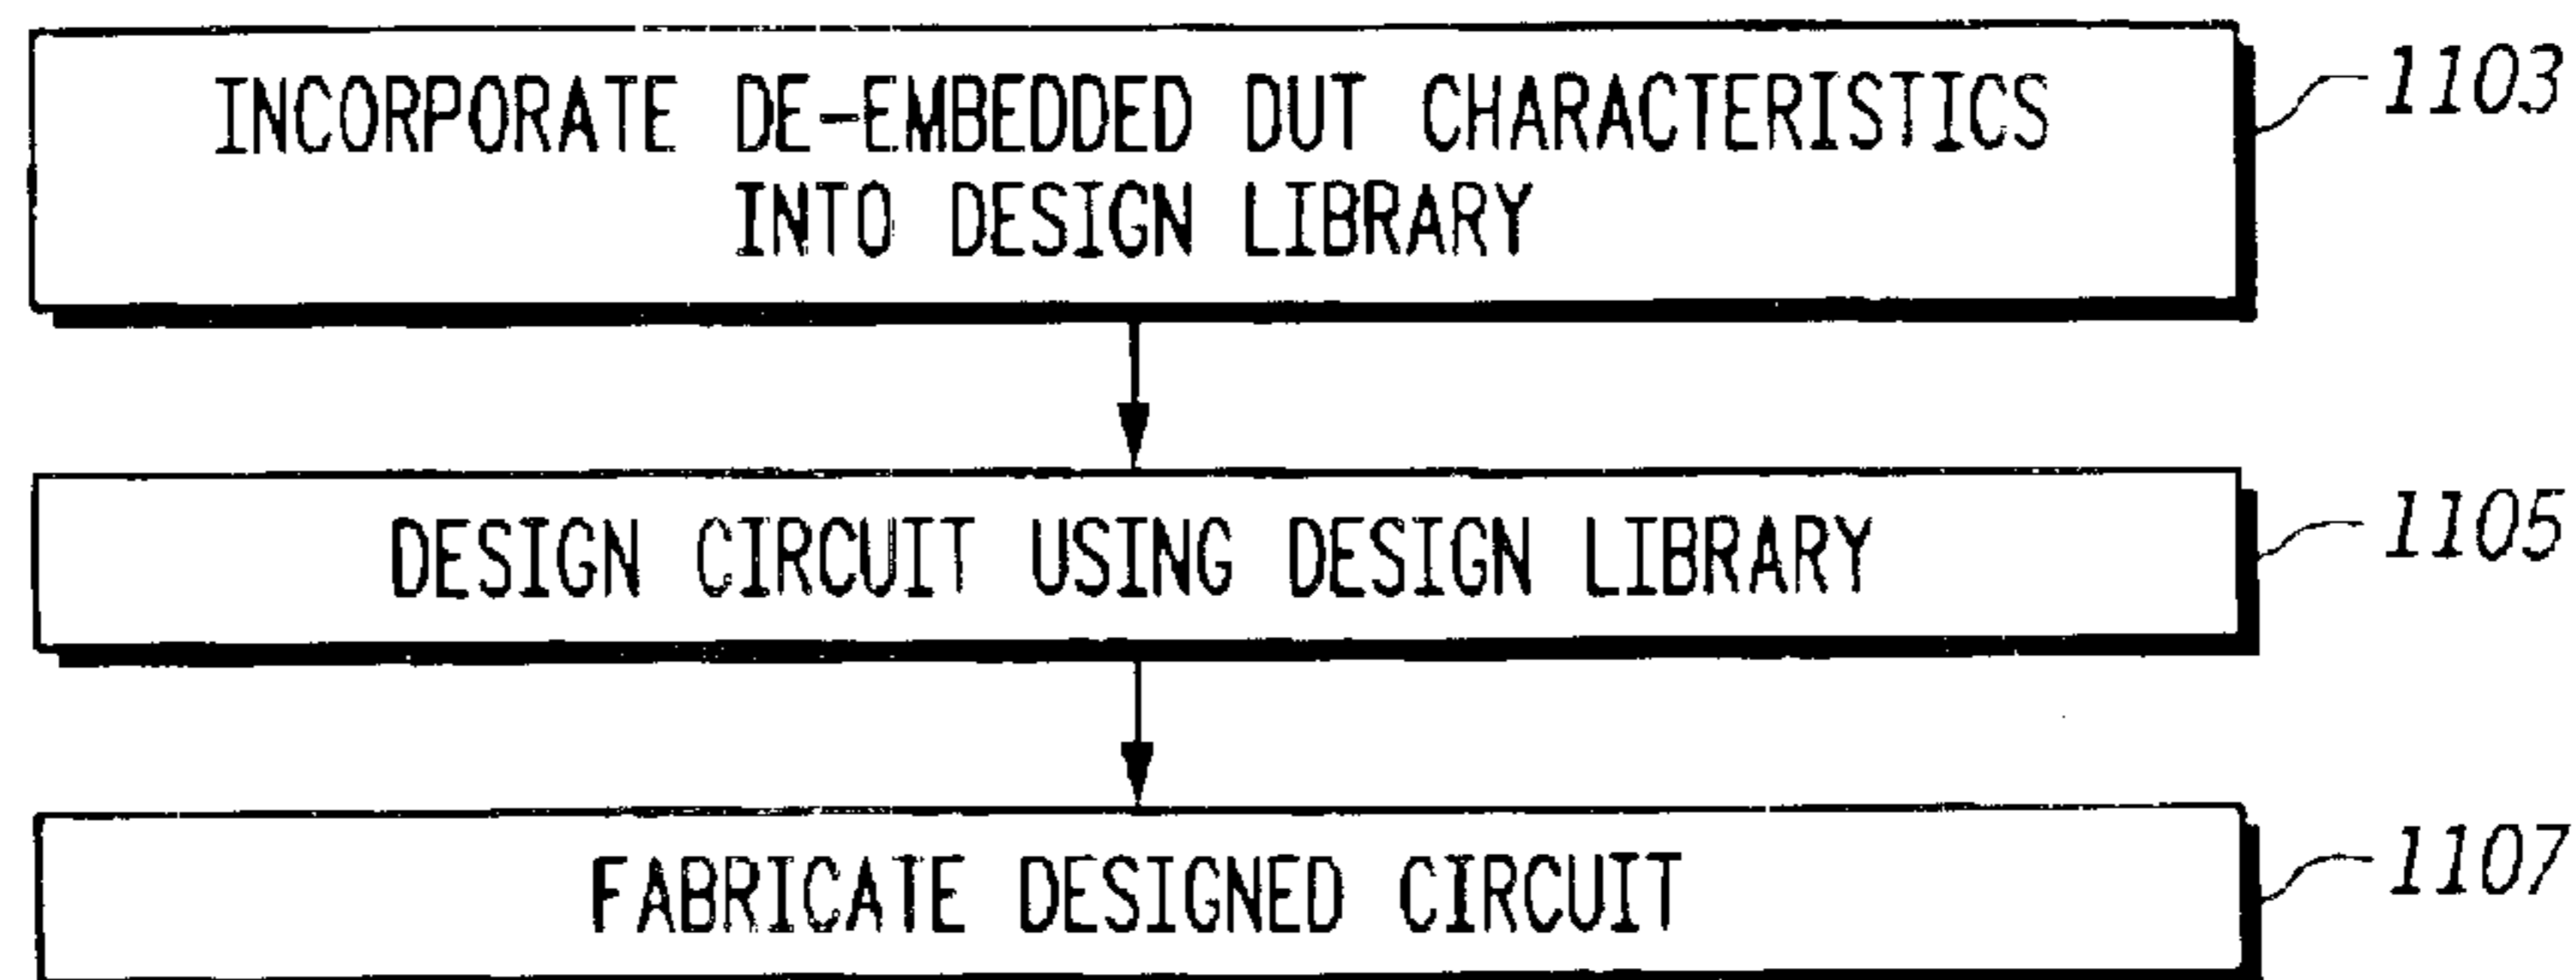 INCORPORATE DE-EMBEDDED DUT CHARACTERISTICS
INTO DESIGN LIBRARY
1103
DESIGN CIRCUIT USING DESIGN LIBRARY
1105
FABRICATE DESIGNED CIRCUIT
1107